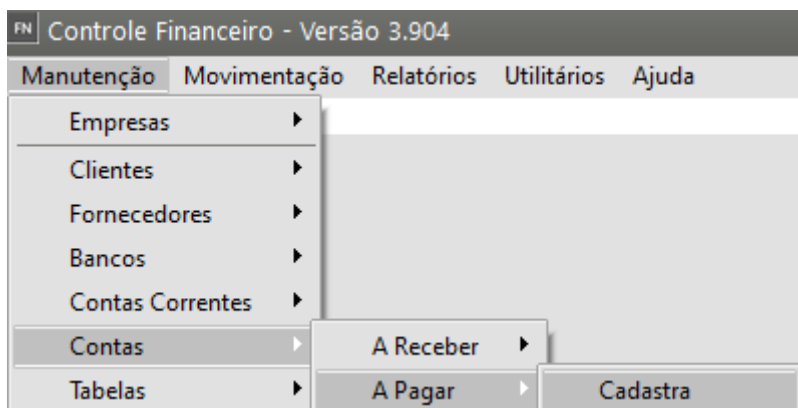 FN Controle Financeiro - Versão 3.904
Manutenção Movimentação Relatórios Utilitários Ajuda
Empresas
Clientes
Fornecedores
Bancos
Contas Correntes
Contas A Receber
Tabelas A Pagar Cadastra